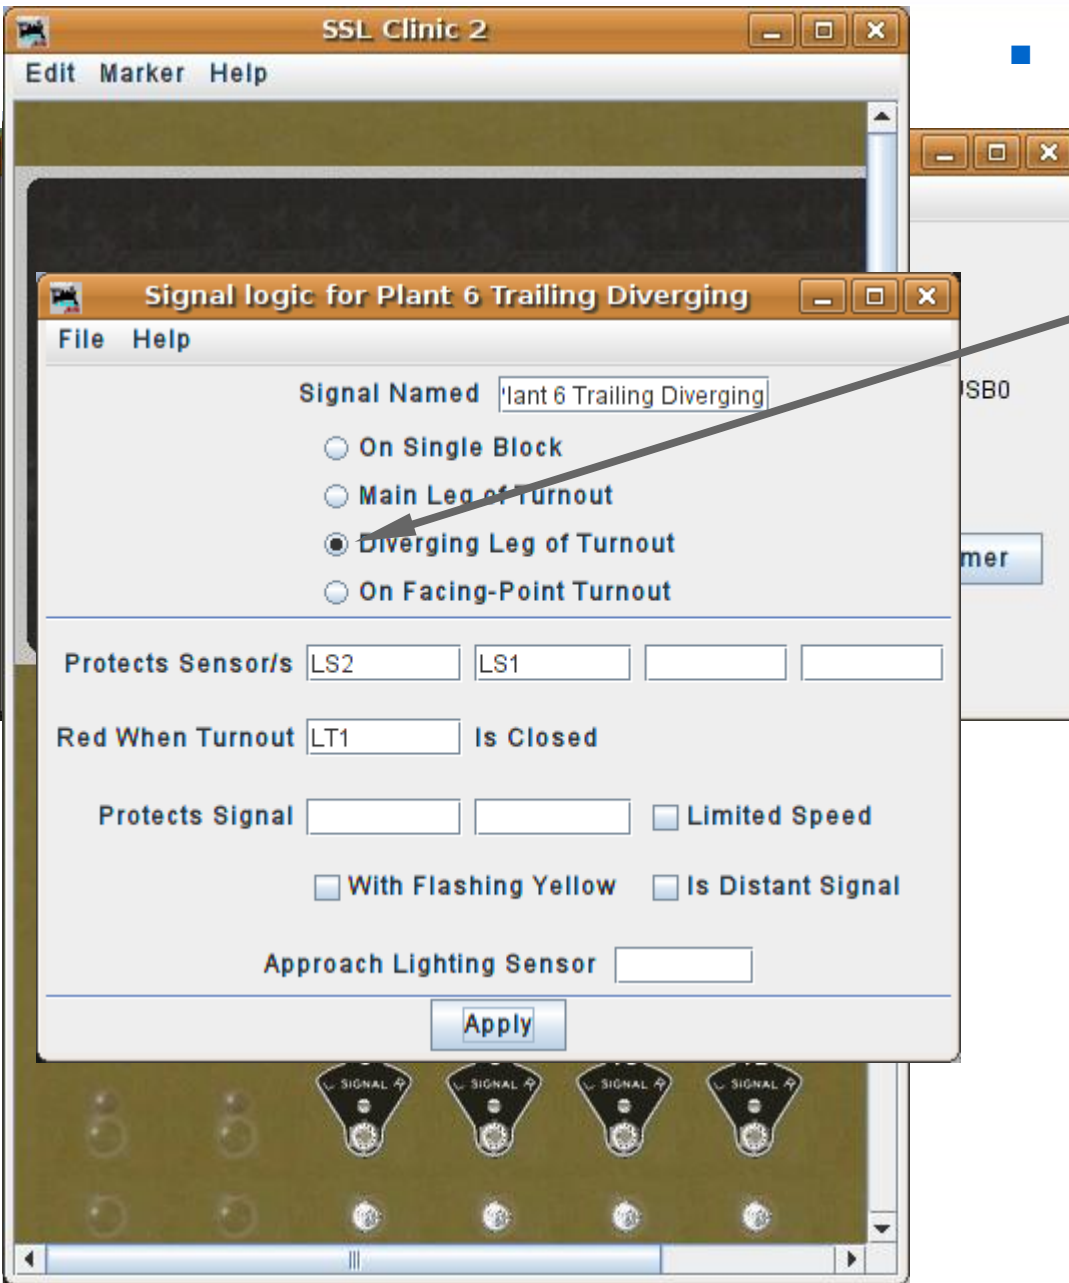 SSL Clinic 2
Edit Marker Help
Signal logic for Plant 6 Trailing Diverging
File Help
Signal Named lant 6 Trailing Diverging
SB0
On Single Block
Main Leg of Turnout
Diverging Leg of Turnout
mer
On Facing-Point Turnout
Protects Sensor/s LS2 LS1
Red When Turnout LT1 Is Closed
Protects Signal Limited Speed
With Flashing Yellow Is Distant Signal
Approach Lighting Sensor
Apply
L SIGNAL R L SIGNAL R L SIGNAL R L SIGNAL R